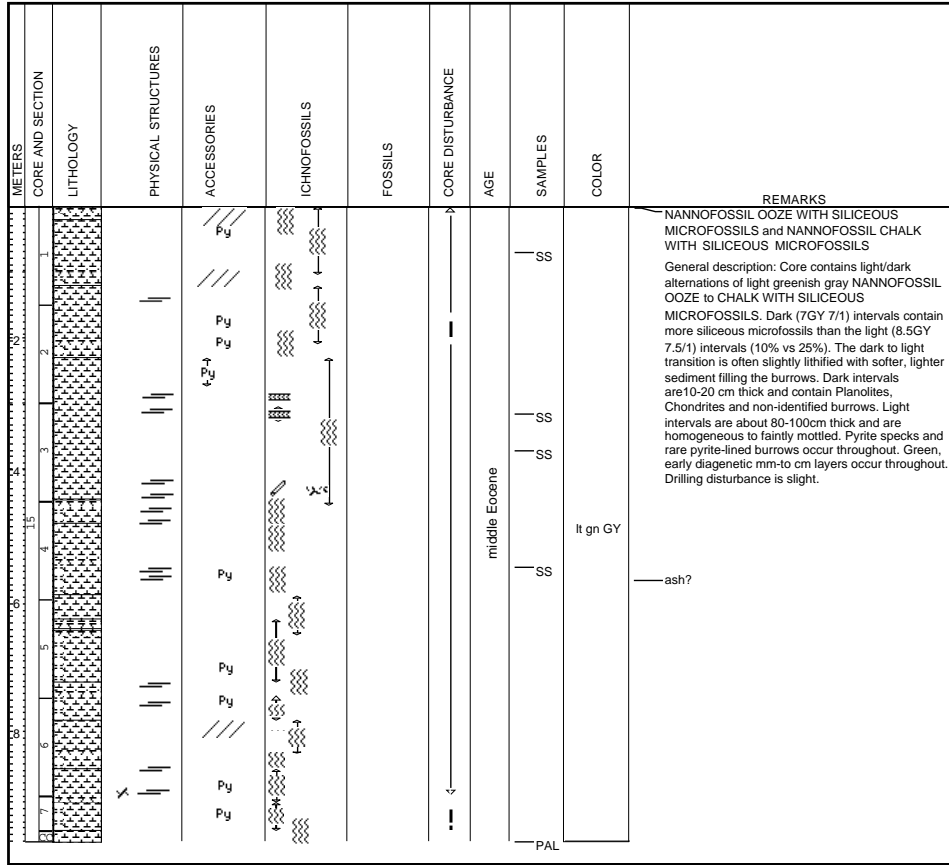 METERS
CORE AND SECTION
LITHOLOGY
PHYSICAL STRUCTURES
ACCESSORIES
ICHNOFOSSILS
FOSSILS
CORE DISTURBANCE
AGE
SAMPLES
COLOR
REMARKS
NANNOFOSSIL OOZE WITH SILICEOUS
MICROFOSSILS and NANNOFOSSIL CHALK
WITH SILICEOUS MICROFOSSILS
General description: Core contains light/dark
alternations of light greenish gray NANNOFOSSIL
OOZE to CHALK WITH SILICEOUS
MICROFOSSILS. Dark (7GY 7/1) intervals contain
more siliceous microfossils than the light (8.5GY
7.5/1) intervals (10% vs 25%). The dark to light
transition is often slightly lithified with softer, lighter
sediment filling the burrows. Dark intervals
are10-20 cm thick and contain Planolites,
Chondrites and non-identified burrows. Light
intervals are about 80-100cm thick and are
homogeneous to faintly mottled. Pyrite specks and
rare pyrite-lined burrows occur throughout. Green,
early diagenetic mm-to cm layers occur throughout.
Drilling disturbance is slight.
ash?
2
4
6
8
15
1
2
3
4
5
6
7
CC
Py
Py
Py
Py
Py
Py
Py
Py
Py
middle Eocene
SS
SS
SS
SS
PAL
lt gn GY